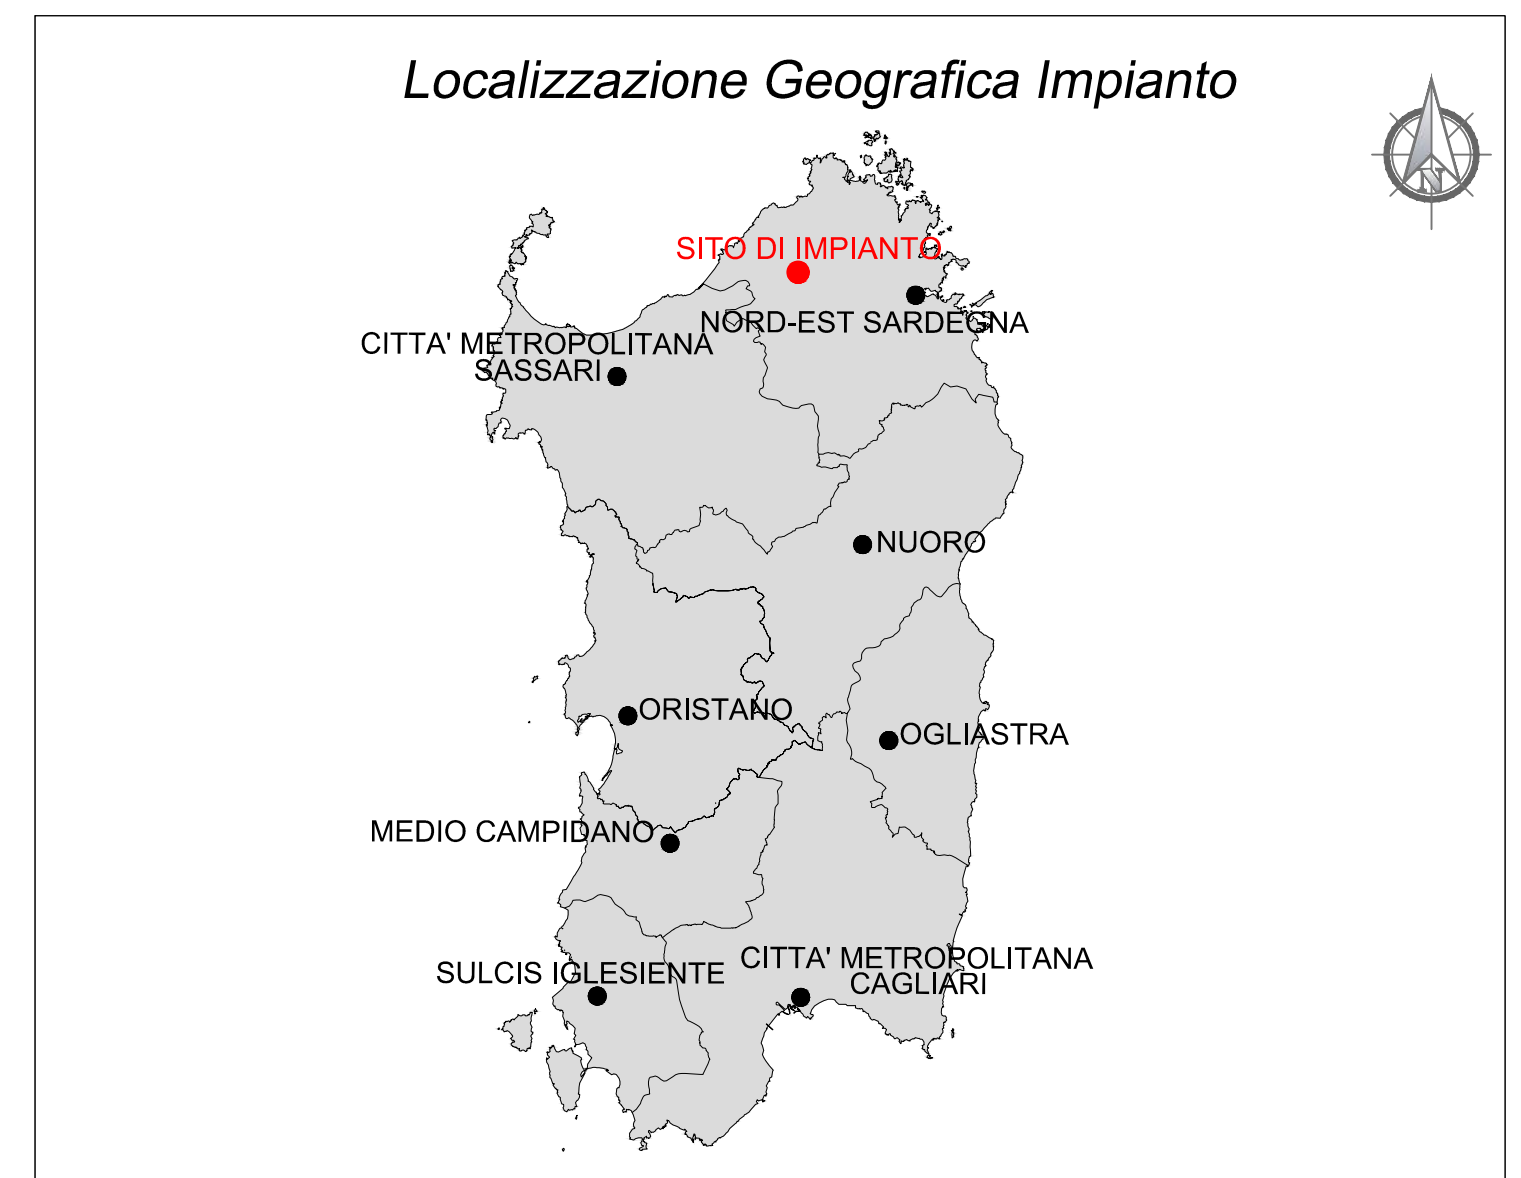 Localizzazione Geografica Impianto
N
SITO DI IMPIANTO
NORD-EST SARDEGNA
CITTA' METROPOLITANA
SASSARI
NUORO
ORISTANO
OGLIASTRA
MEDIO CAMPIDANO
CITTA' METROPOLITANA
CAGLIARI
SULCIS IGLESIENTE